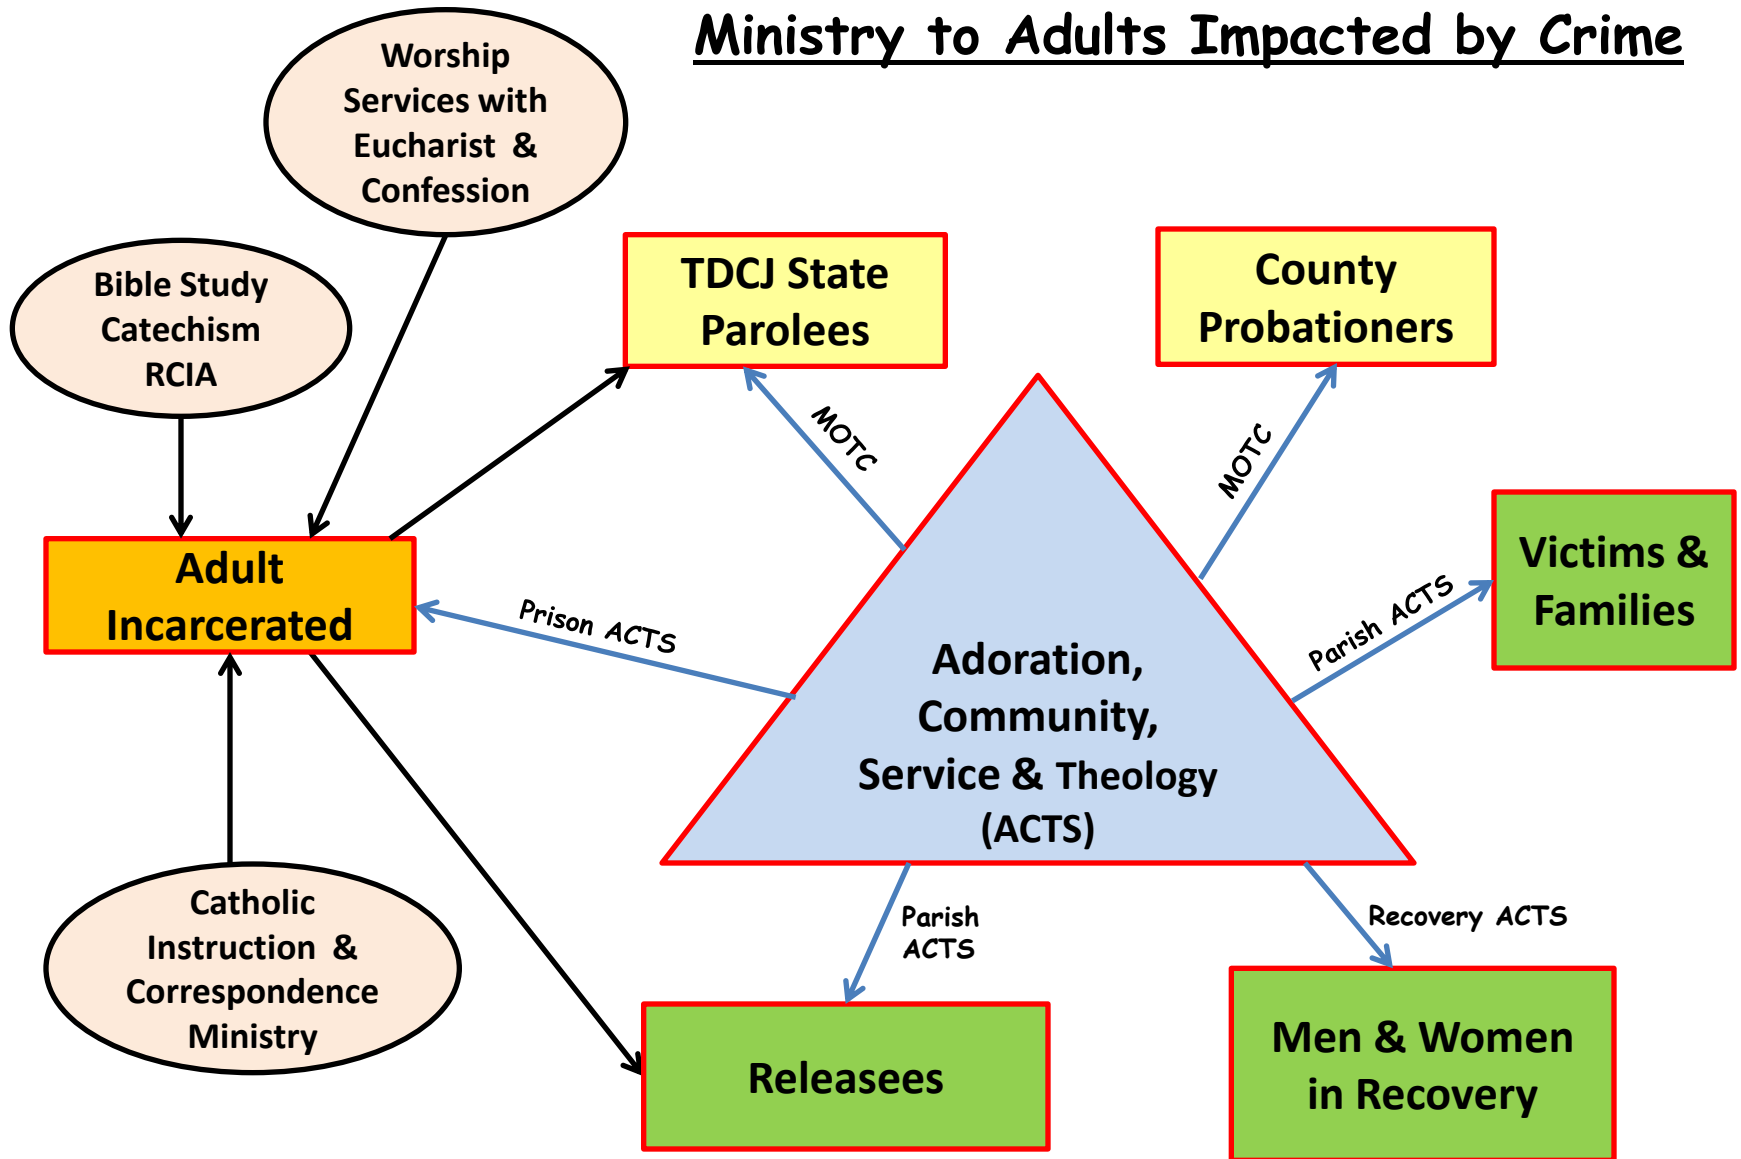 Ministry to Adults Impacted by Crime
Worship
Services with
Eucharist &
Confession
Bible Study
Catechism
RCIA
TDCJ State
Parolees
County
Probationers
MOTC
MOTC
Victims &
Families
Adult
Incarcerated
Prison ACTS
Parish ACTS
Adoration,
Community,
Service & Theology
(ACTS)
Catholic
Instruction &
Correspondence
Ministry
Parish
ACTS
Recovery ACTS
Releasees
Men & Women
in Recovery